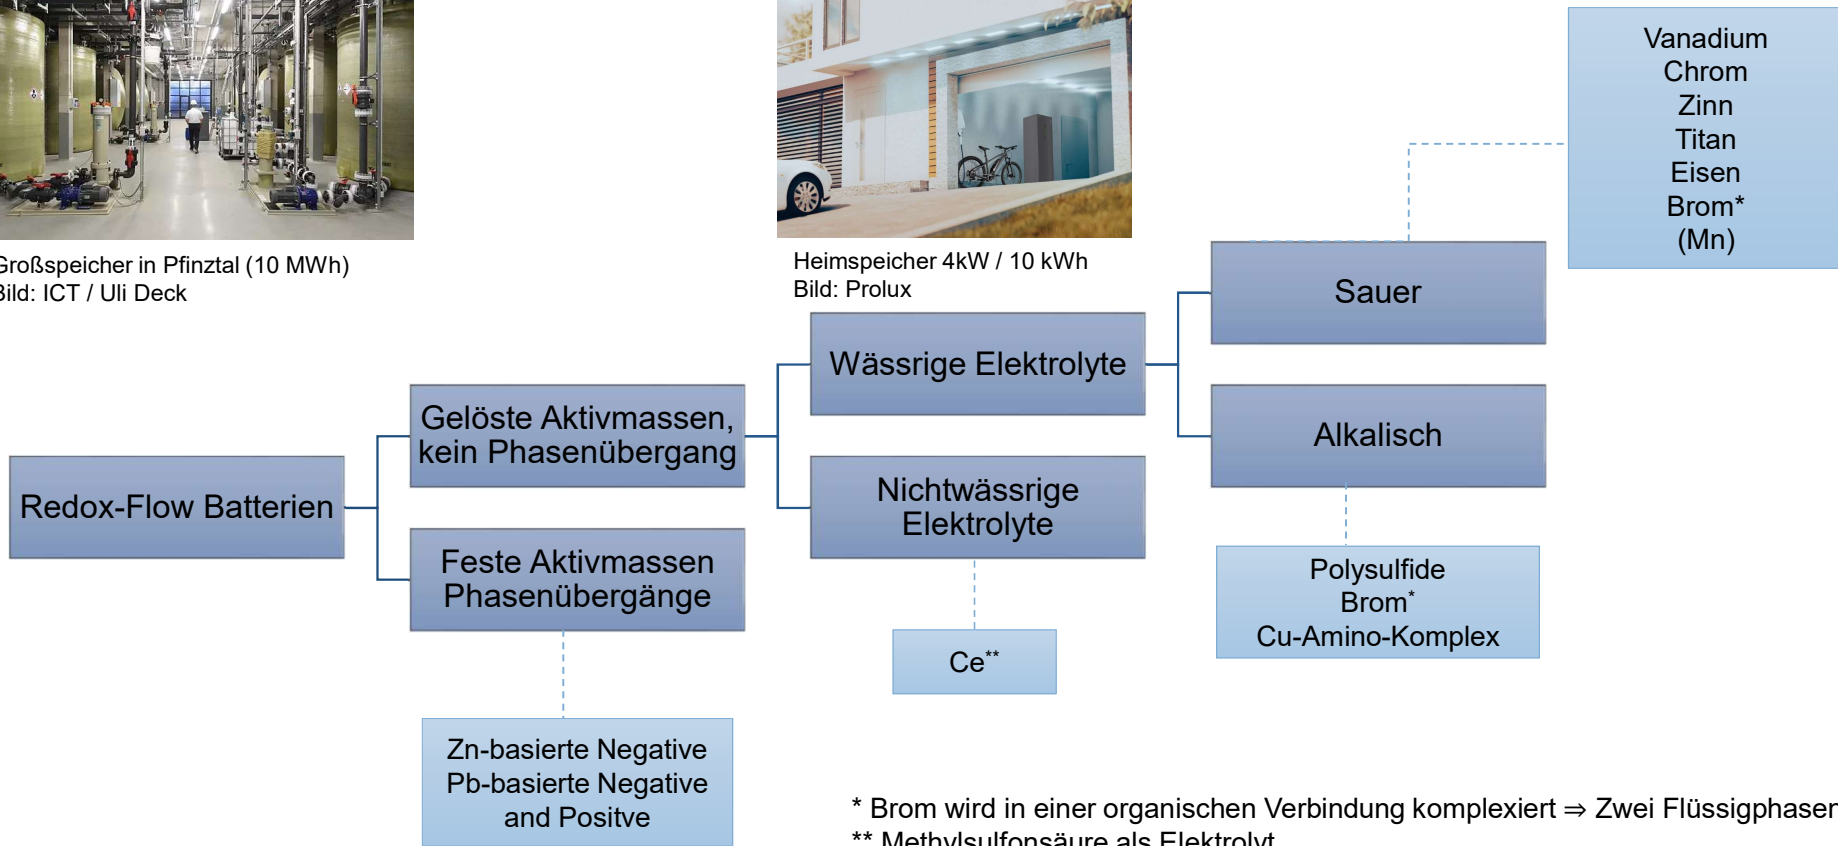 Großspeicher in Pfinztal (10 MWh)
Bild: ICT / Uli Deck
Heimspeicher 4kW / 10 kWh
Bild: Prolux
Vanadium
Chrom
Zinn
Titan
Eisen
Brom*
(Mn)
Sauer
Wässrige Elektrolyte
Alkalisch
Gelöste Aktivmassen,
kein Phasenübergang
Redox-Flow Batterien
Nichtwässrige
Elektrolyte
Feste Aktivmassen
Phasenübergänge
Polysulfide
Brom*
Cu-Amino-Komplex
Ce**
Zn-basierte Negative
Pb-basierte Negative
and Positve
* Brom wird in einer organischen Verbindung komplexiert ⇒ Zwei Flüssigphasen
** Methylsulfonsäure als Elektrolyt